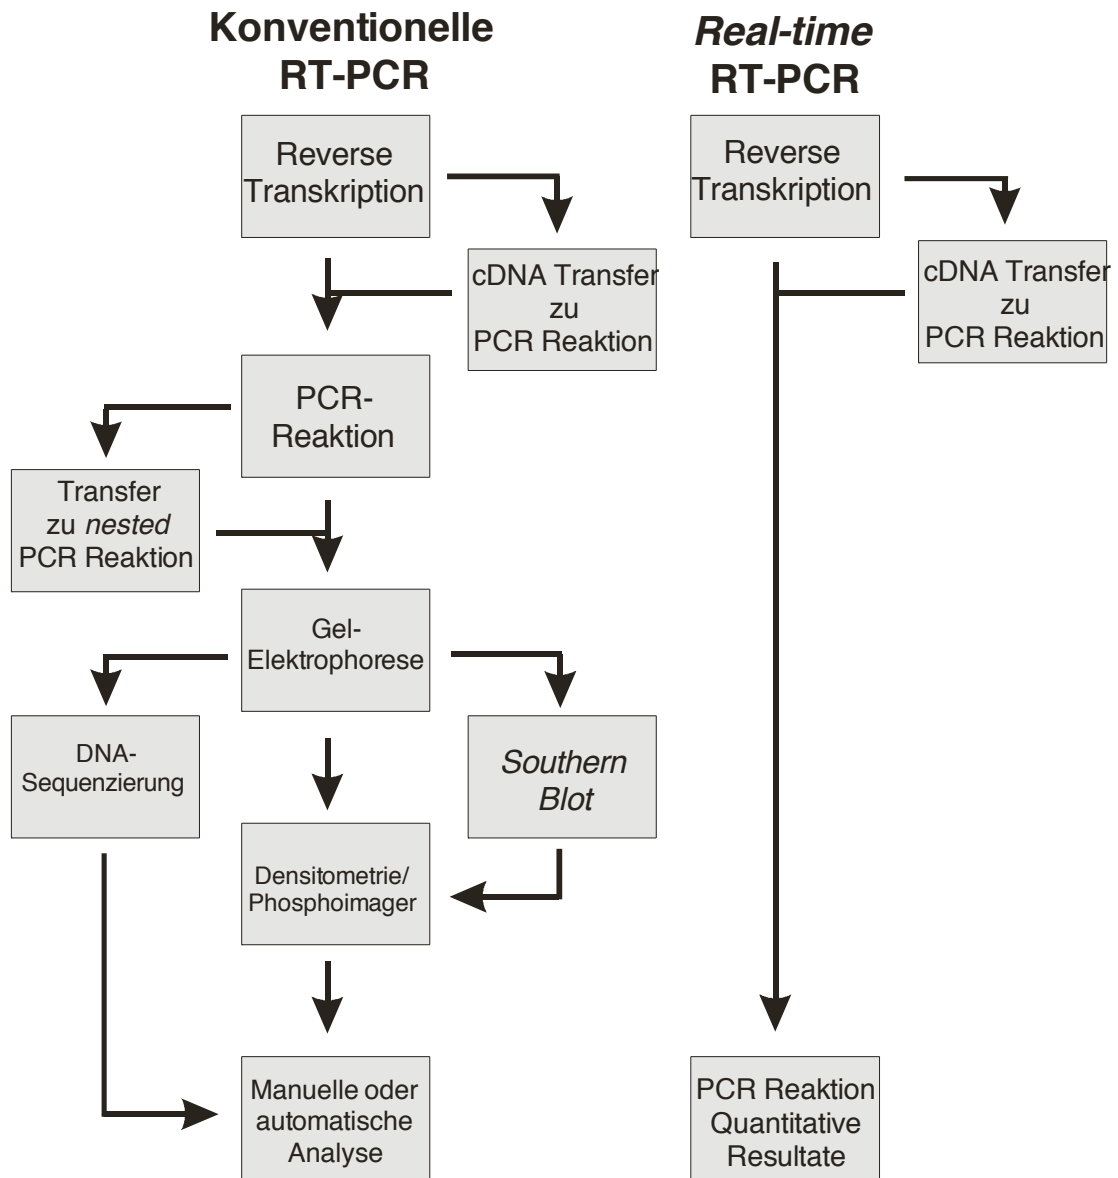 Konventionelle
RT-PCR
Reverse
Transkription
cDNA Transfer
zu
PCR Reaktion
PCR-
Reaktion
Transfer
zu nested
PCR Reaktion
Gel-
Elektrophorese
DNA-
Sequenzierung
Southern
Blot
Densitometrie/
Phosphoimager
Manuelle oder
automatische
Analyse
Real-time
RT-PCR
Reverse
Transkription
cDNA Transfer
zu
PCR Reaktion
PCR Reaktion
Quantitative
Resultate